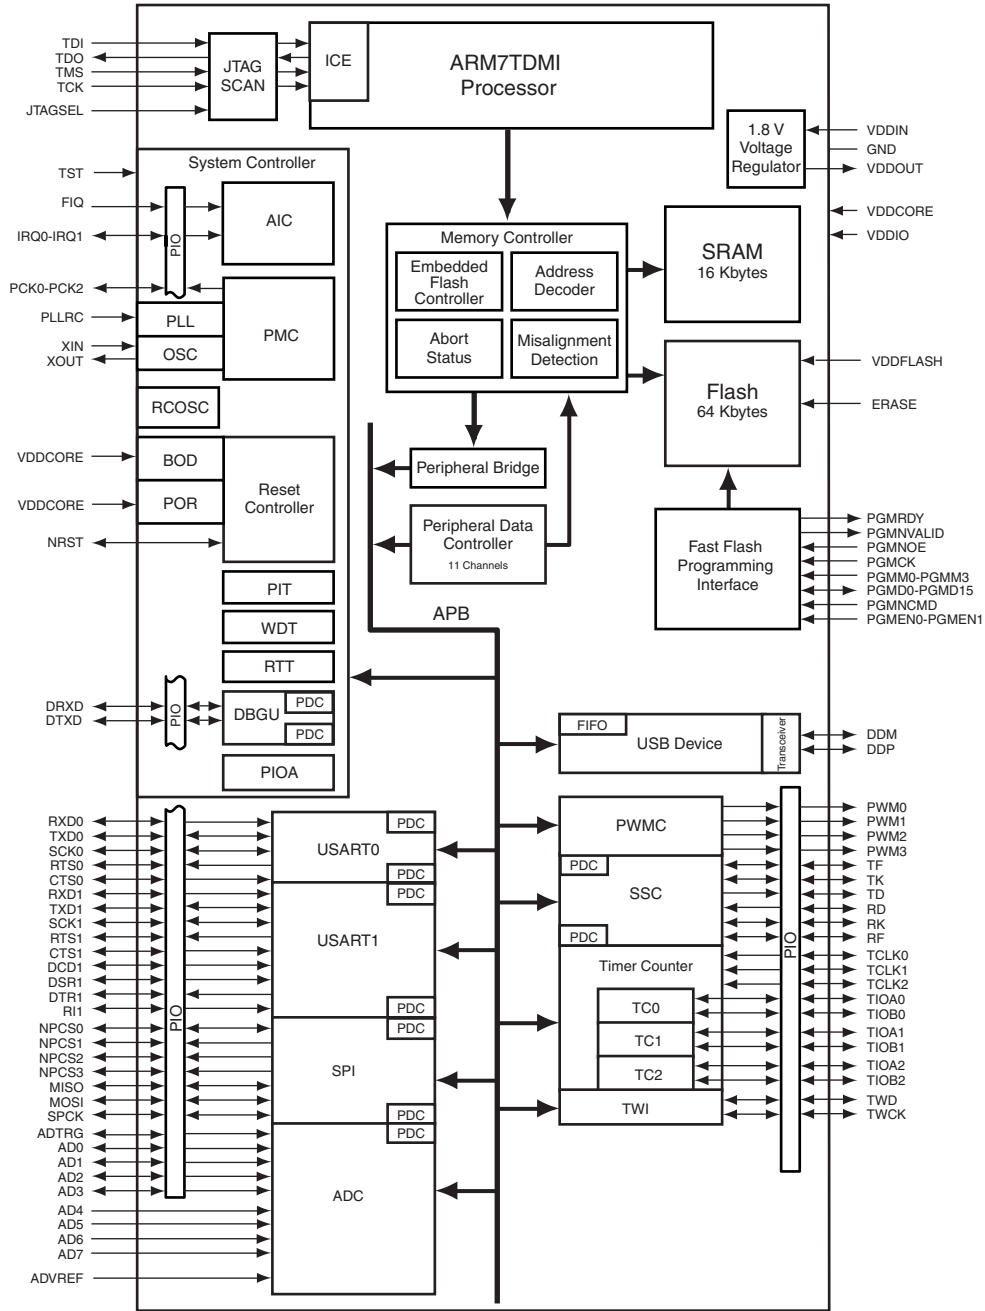 TDI
TDO
TMS
TCK
JTAGSEL
JTAG
SCAN
ICE
ARM7TDMI
Processor
1.8 V
Voltage
Regulator
VDDIN
GND
VDDOUT
VDDCORE
VDDIO
System Controller
TST
FIQ
IRQ0-IRQ1
PIO
AIC
PCK0-PCK2
PLLRC
PLL
PMC
XIN
XOUT
OSC
RCOSC
VDDCORE
BOD
VDDCORE
POR
Reset
Controller
NRST
PIT
WDT
RTT
DRXD
DTXD
PIO
DBGU
PDC
PDC
PIOA
Memory Controller
Embedded
Flash
Controller
Address
Decoder
Abort
Status
Misalignment
Detection
SRAM
16 Kbytes
Flash
64 Kbytes
VDDFLASH
ERASE
Peripheral Bridge
Peripheral Data
Controller
11 Channels
Fast Flash
Programming
Interface
PGMRDY
PGMNVALID
PGMNOE
PGMCK
PGMM0-PGMM3
PGMD0-PGMD15
PGMNCMD
PGMEN0-PGMEN1
APB
FIFO
USB Device
Transceiver
DDM
DDP
RXD0
TXD0
SCK0
RTS0
CTS0
RXD1
TXD1
SCK1
RTS1
CTS1
DCD1
DSR1
DTR1
RI1
NPCS0
NPCS1
NPCS2
NPCS3
MISO
MOSI
SPCK
ADTRG
AD0
AD1
AD2
AD3
AD4
AD5
AD6
AD7
ADVREF
PIO
PDC
USART0
PDC
PDC
USART1
PDC
PDC
SPI
PDC
PDC
ADC
PWMC
PDC
SSC
PDC
Timer Counter
TC0
TC1
TC2
TWI
PIO
PWM0
PWM1
PWM2
PWM3
TF
TK
TD
RD
RK
RF
TCLK0
TCLK1
TCLK2
TIOA0
TIOB0
TIOA1
TIOB1
TIOA2
TIOB2
TWD
TWCK